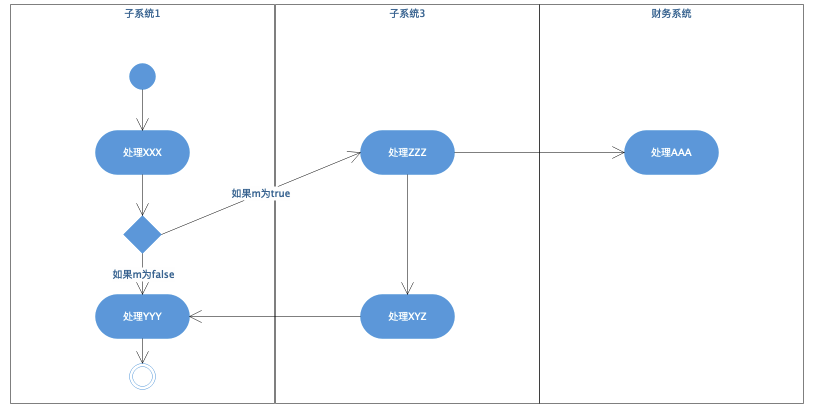 子系统1
子系统3
财务系统
处理XXX
处理ZZZ
处理AAA
如果m为true
如果m为false
处理YYY
处理XYZ